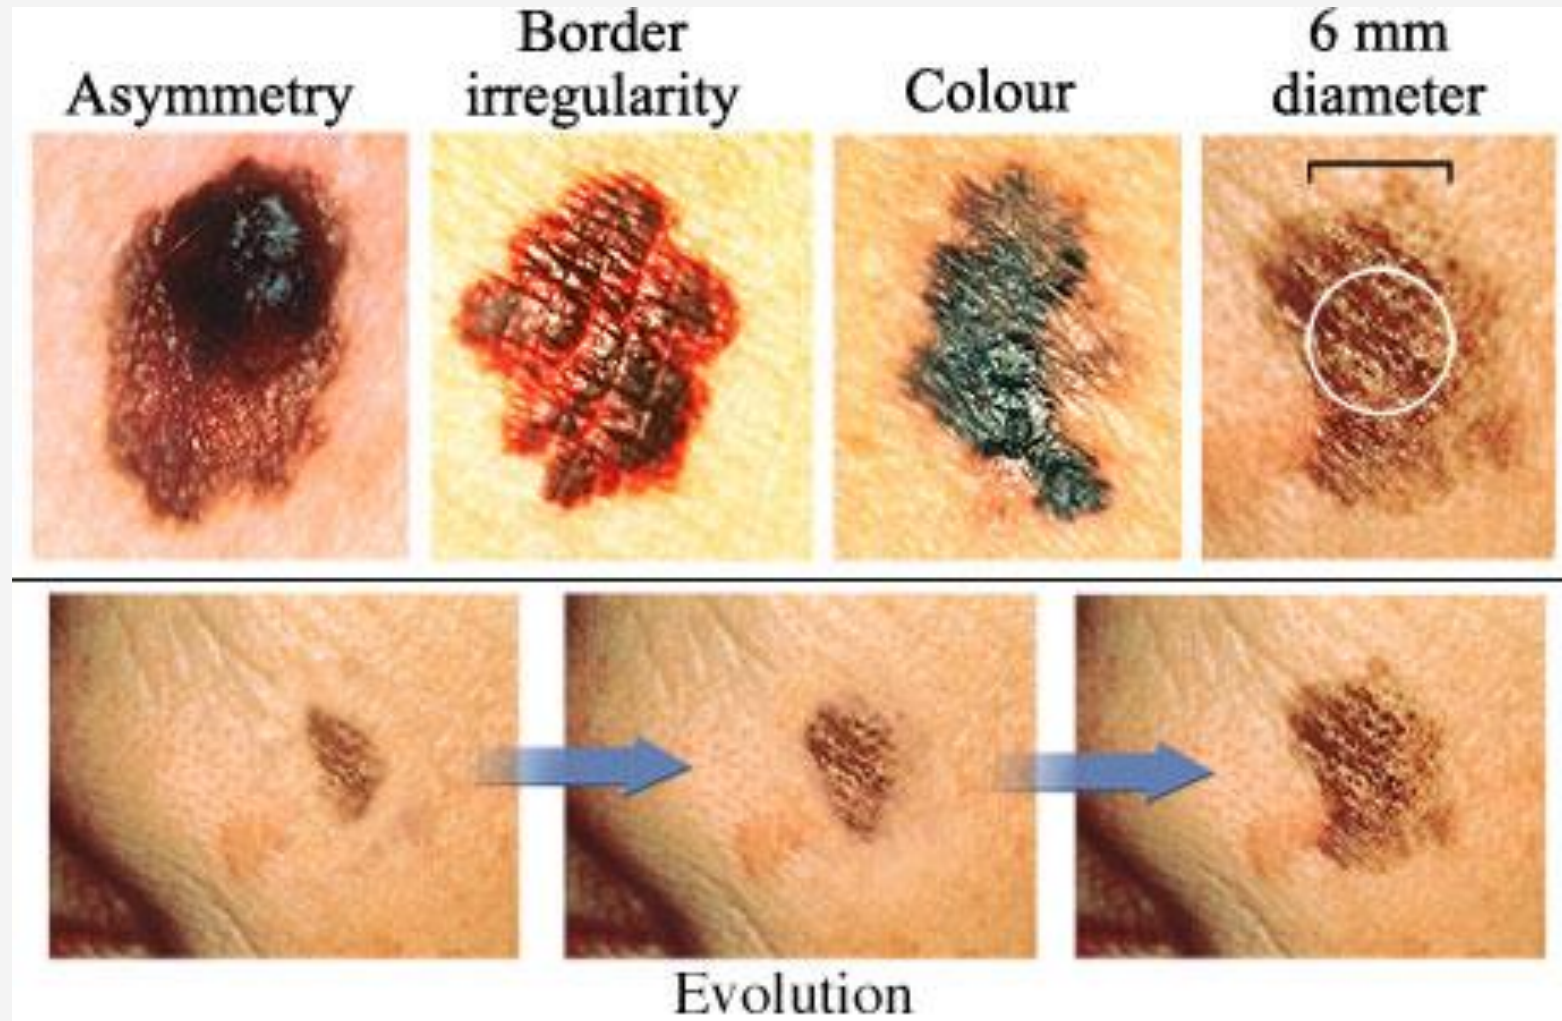 Asymmetry
Border
irregularity
Colour
6 mm
diameter
Evolution